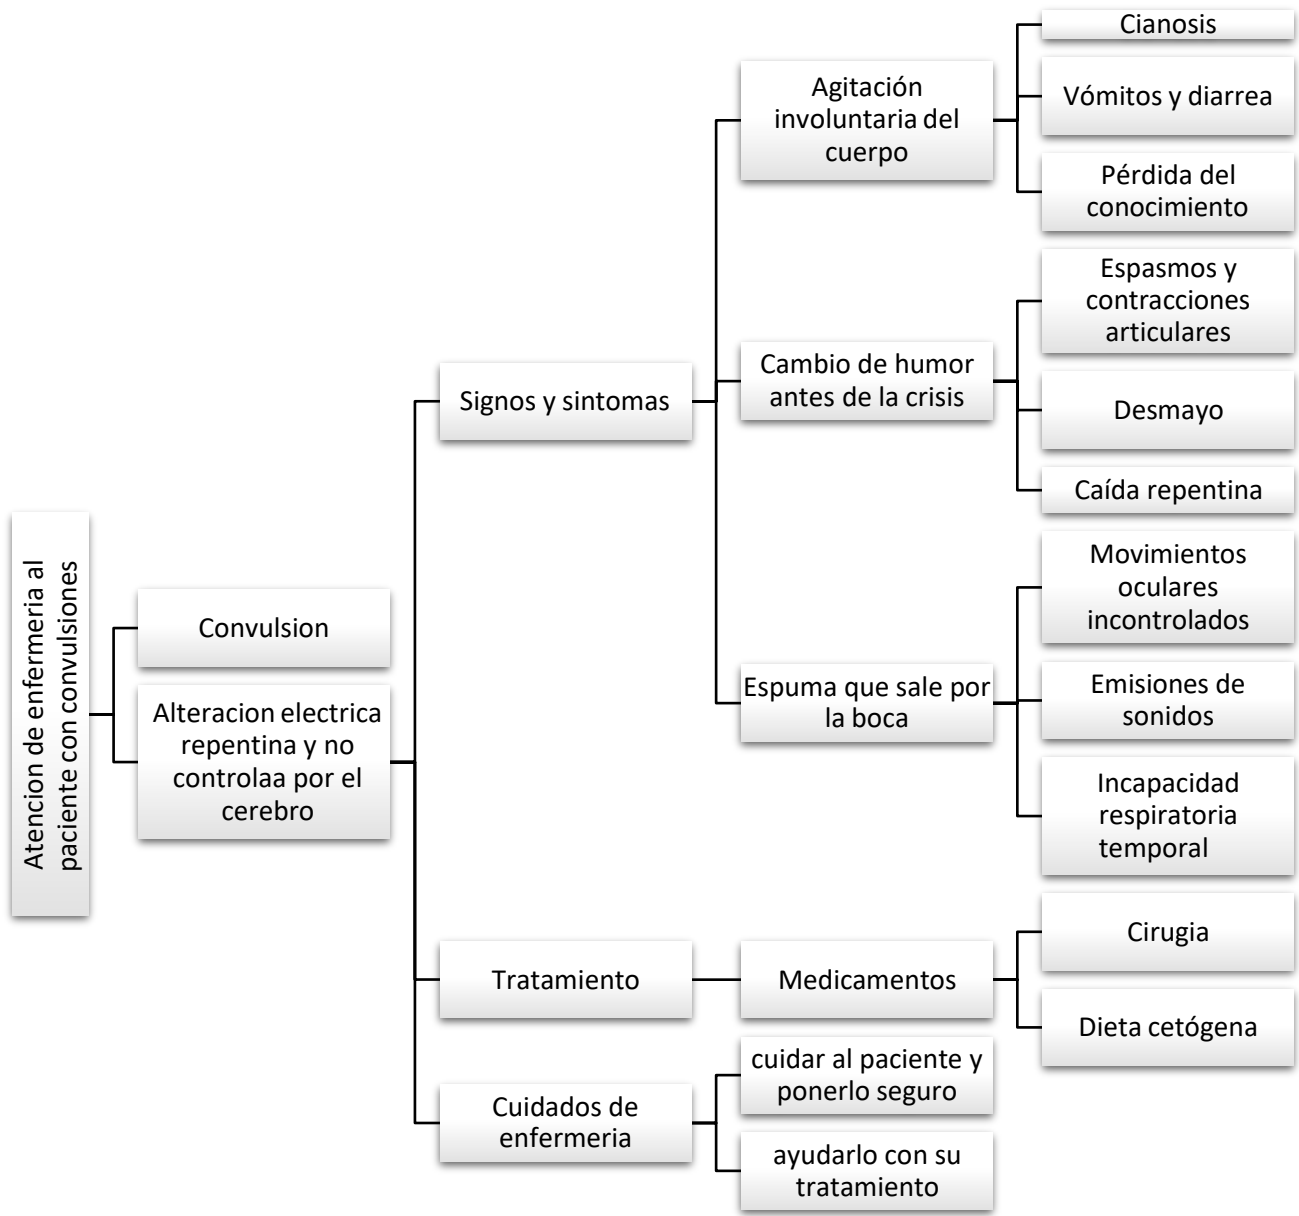 Atencion de enfermeria al
paciente con convulsiones
Convulsion
Alteracion electrica
repentina y no
controlaa por el
cerebro
Signos y sintomas
Agitación
involuntaria del
cuerpo
Cianosis
Vómitos y diarrea
Pérdida del
conocimiento
Cambio de humor
antes de la crisis
Espasmos y
contracciones
articulares
Desmayo
Caída repentina
Espuma que sale por
la boca
Movimientos
oculares
incontrolados
Emisiones de
sonidos
Incapacidad
respiratoria
temporal
Tratamiento
Medicamentos
Cirugia
Dieta cetógena
Cuidados de
enfermeria
cuidar al paciente y
ponerlo seguro
ayudarlo con su
tratamiento